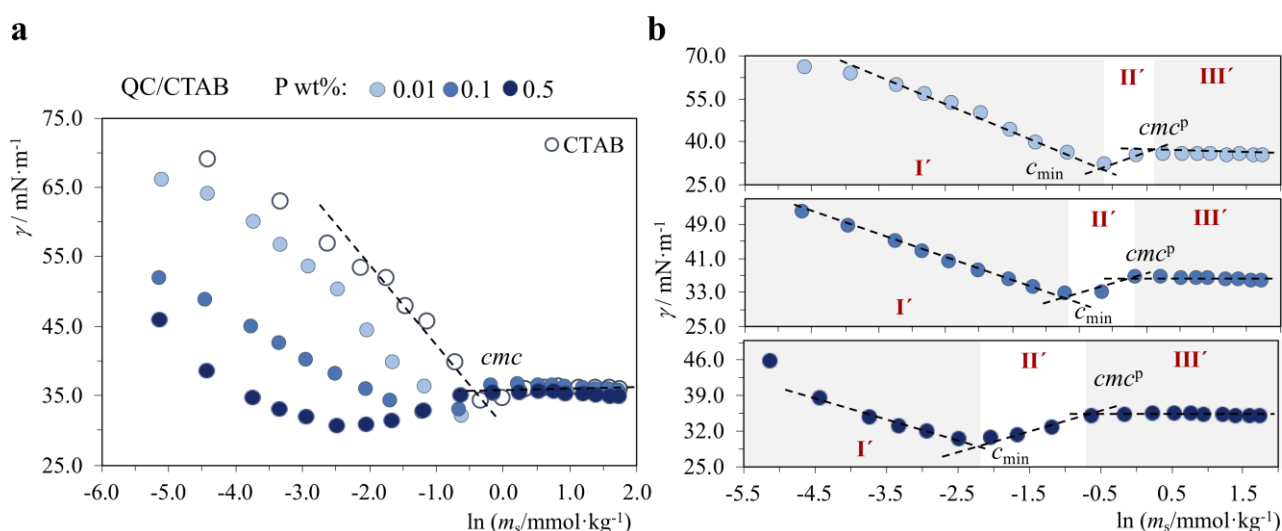 a
QC/CTAB P wt%: 0.01 0.1 0.5
75.0
65.0
55.0
45.0
35.0
25.0
γ / mN·m-1
CTAB
cmc
-6.0 -5.0 -4.0 -3.0 -2.0 -1.0 0.0 1.0 2.0
ln (ms/mmol·kg-1)
b
70.0
55.0
40.0
25.0
I´ II´ III´
cmin
cmcp
49.0
41.0
33.0
25.0
γ / mN·m-1
I´ II´ III´
cmin
cmcp
46.0
39.0
32.0
25.0
I´ II´ III´
cmin
cmcp
-5.5 -4.5 -3.5 -2.5 -1.5 -0.5 0.5 1.5
ln (ms/mmol·kg-1)